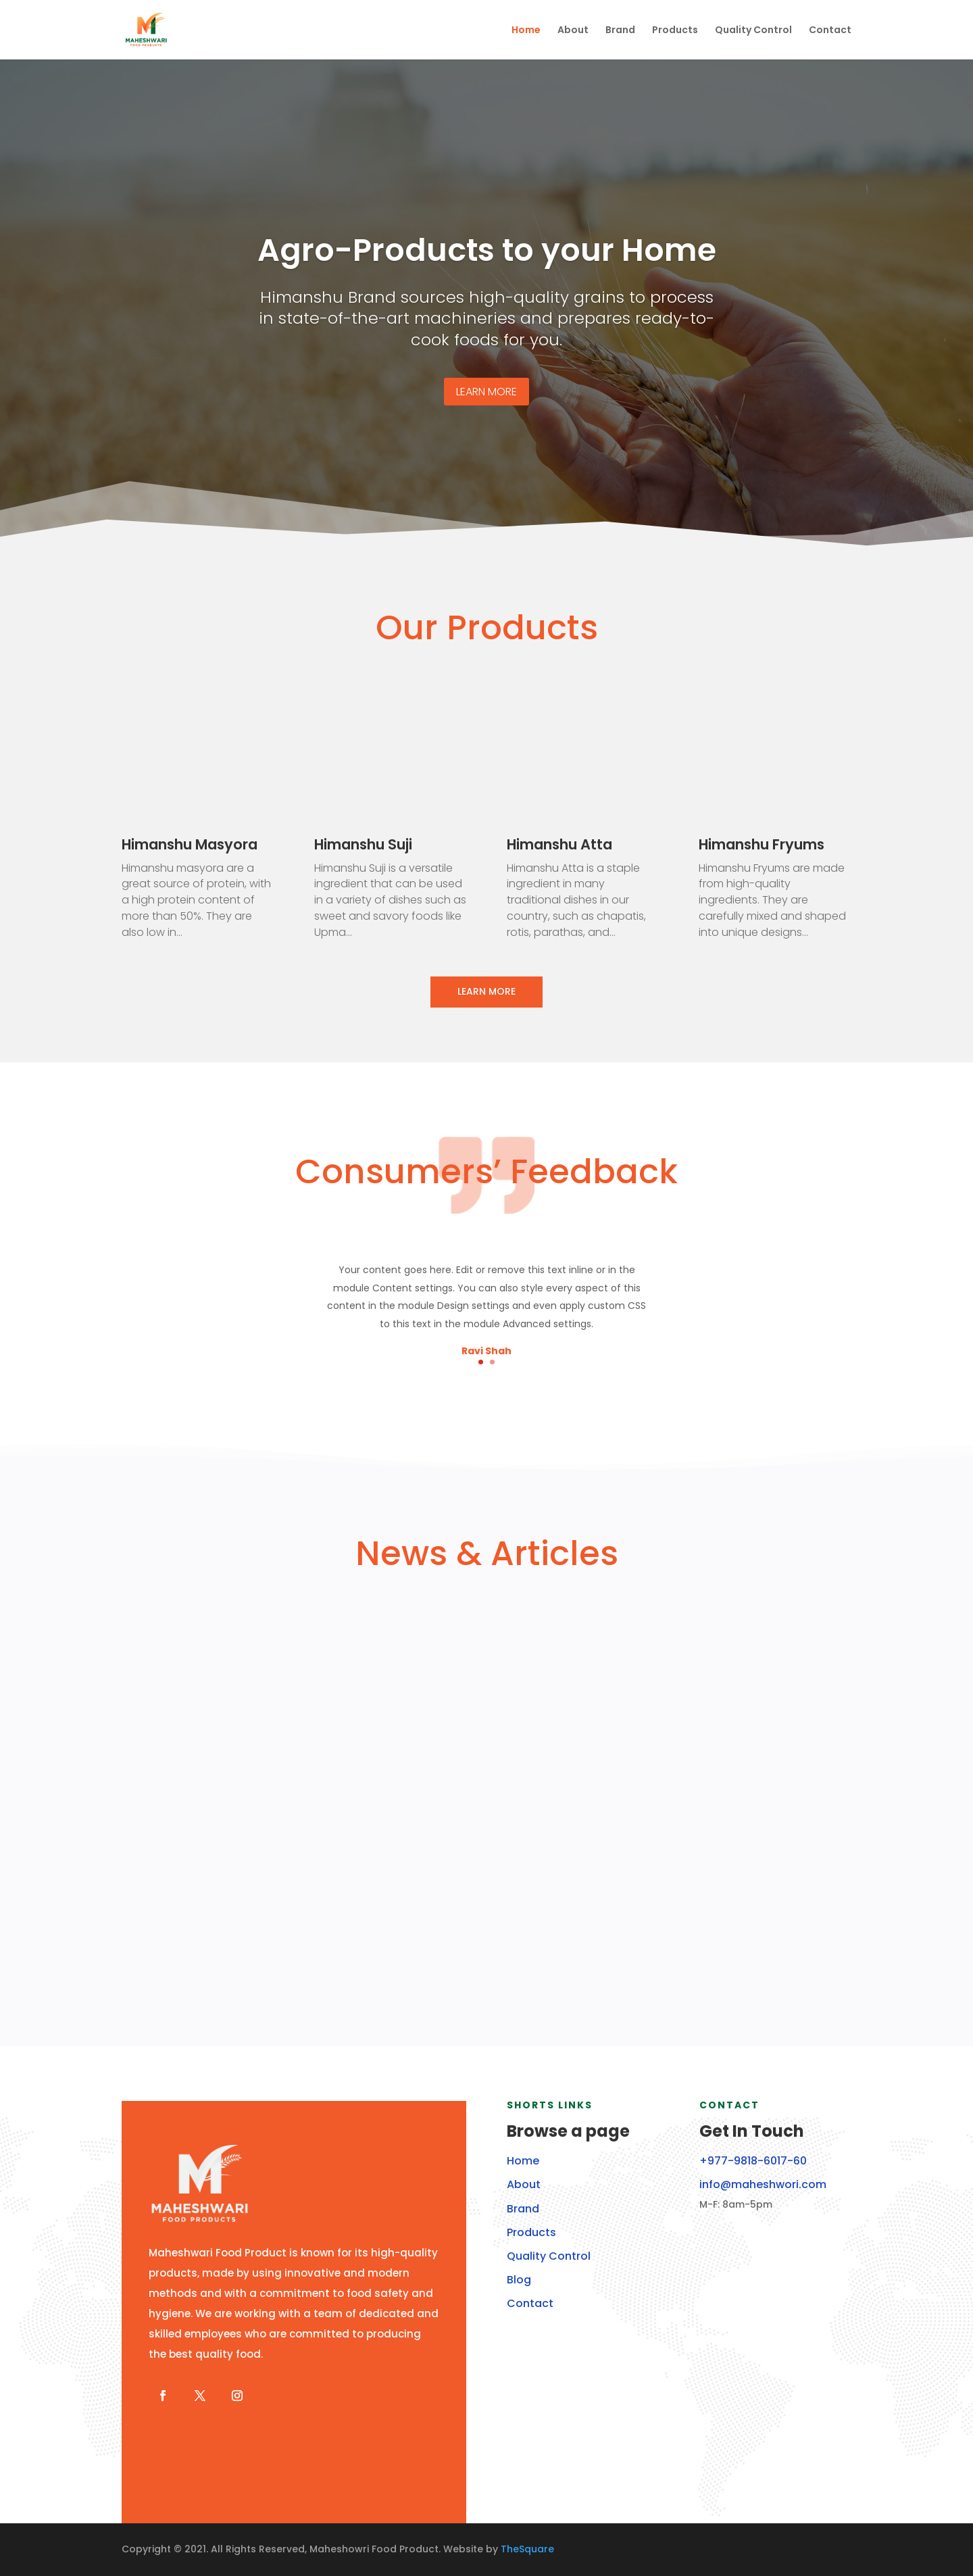 MAHESHWARI
FOOD PRODUCTS
Home
About
Brand
Products
Quality Control
Contact
Agro-Products to your Home
Himanshu Brand sources high-quality grains to process
in state-of-the-art machineries and prepares ready-to-
cook foods for you.
LEARN MORE
Our Products
Himanshu Masyora
Himanshu masyora are a
great source of protein, with
a high protein content of
more than 50%. They are
also low in...
Himanshu Suji
Himanshu Suji is a versatile
ingredient that can be used
in a variety of dishes such as
sweet and savory foods like
Upma...
Himanshu Atta
Himanshu Atta is a staple
ingredient in many
traditional dishes in our
country, such as chapatis,
rotis, parathas, and...
Himanshu Fryums
Himanshu Fryums are made
from high-quality
ingredients. They are
carefully mixed and shaped
into unique designs...
LEARN MORE
Consumers’ Feedback
Your content goes here. Edit or remove this text inline or in the
module Content settings. You can also style every aspect of this
content in the module Design settings and even apply custom CSS
to this text in the module Advanced settings.
Ravi Shah
News & Articles
MAHESHWARI
FOOD PRODUCTS
Maheshwari Food Product is known for its high-quality
products, made by using innovative and modern
methods and with a commitment to food safety and
hygiene. We are working with a team of dedicated and
skilled employees who are committed to producing
the best quality food.
SHORTS LINKS
Browse a page
Home
About
Brand
Products
Quality Control
Blog
Contact
CONTACT
Get In Touch
+977-9818-6017-60
info@maheshwori.com
M-F: 8am-5pm
Copyright © 2021. All Rights Reserved, Maheshowri Food Product. Website by TheSquare